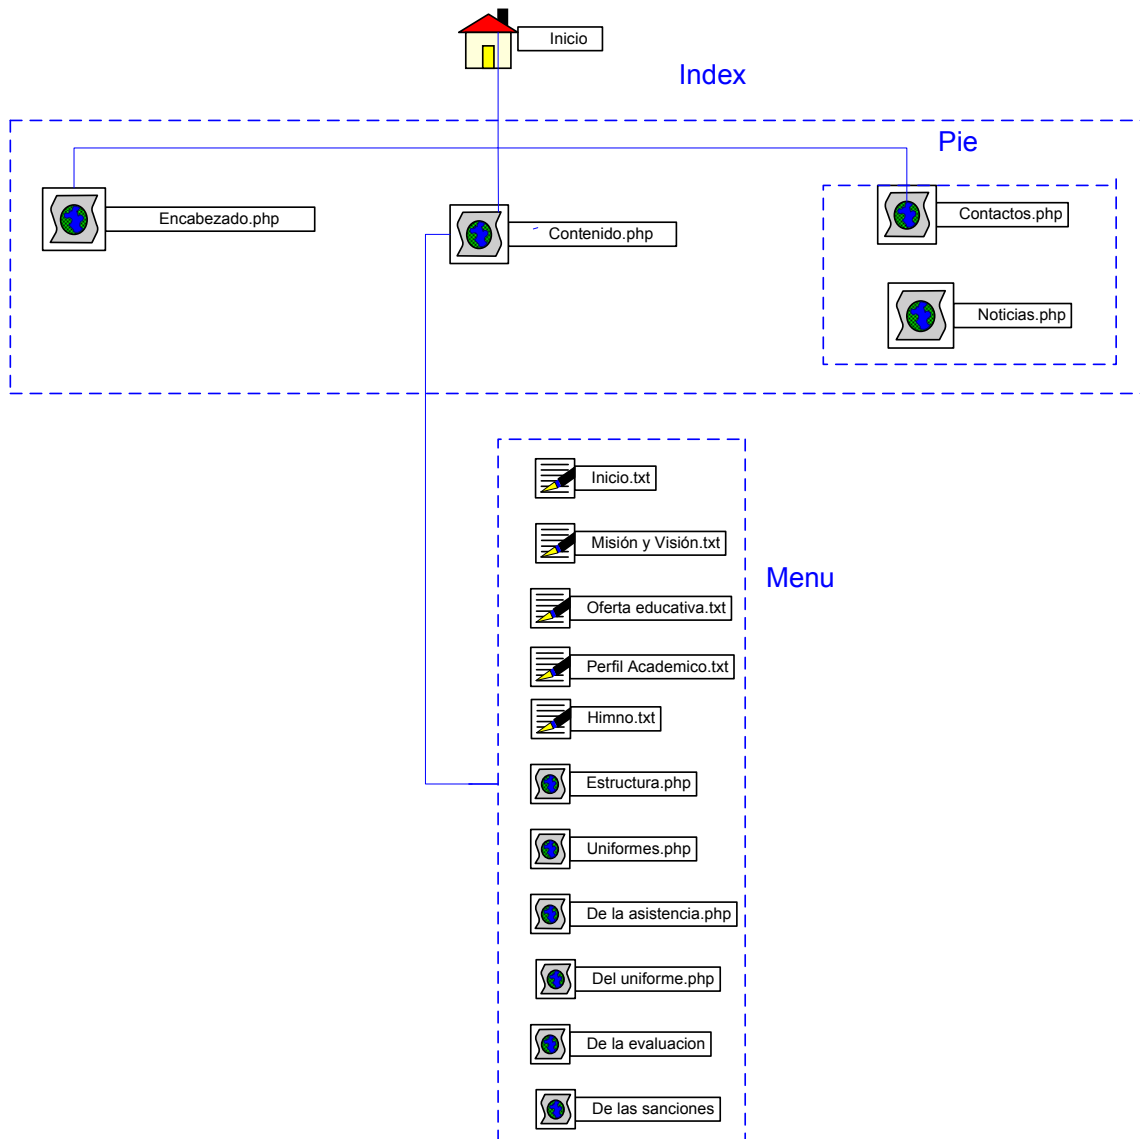 Inicio
Index
Pie
Encabezado.php
Contenido.php
Contactos.php
Noticias.php
Inicio.txt
Misión y Visión.txt
Menu
Oferta educativa.txt
Perfil Academico.txt
Himno.txt
Estructura.php
Uniformes.php
De la asistencia.php
Del uniforme.php
De la evaluacion
De las sanciones